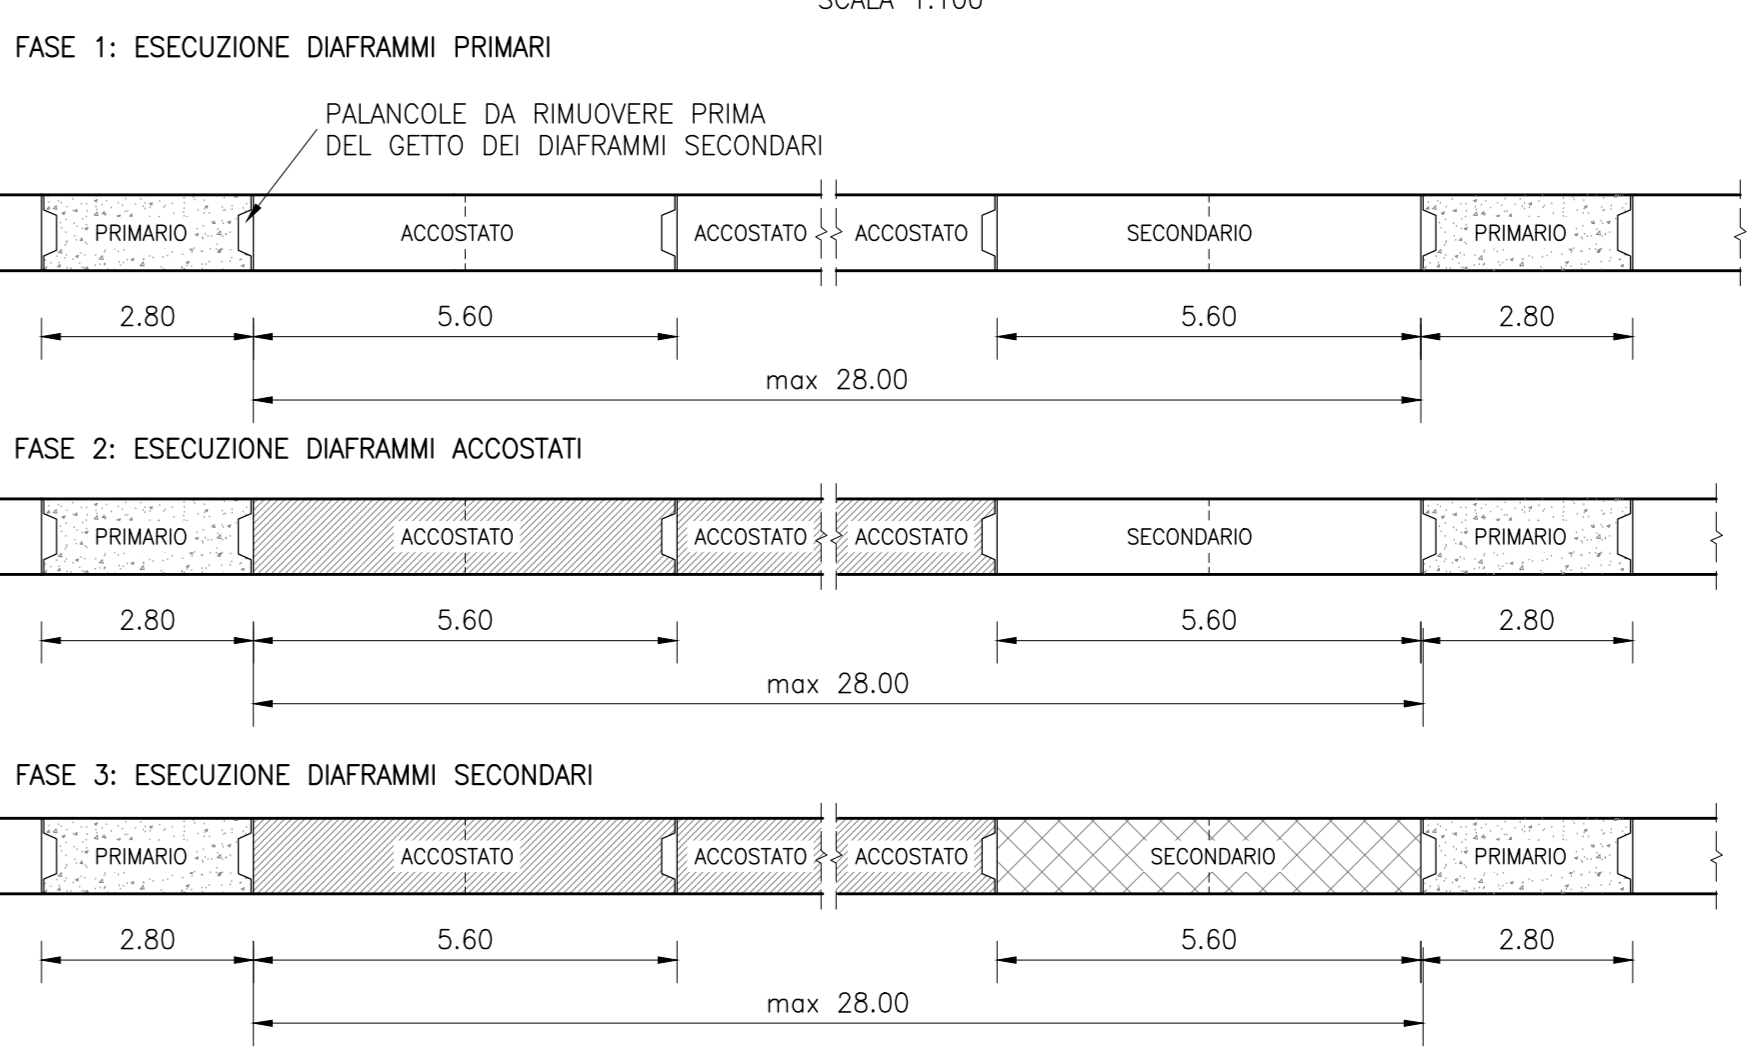 SCALA 1:100
FASE 1: ESECUZIONE DIAFRAMMI PRIMARI
PALANCOLE DA RIMUOVERE PRIMA
DEL GETTO DEI DIAFRAMMI SECONDARI
PRIMARIO ACCOSTATO ACCOSTATO ACCOSTATO SECONDARIO PRIMARIO
2.80 5.60 5.60 2.80
max 28.00
FASE 2: ESECUZIONE DIAFRAMMI ACCOSTATI
PRIMARIO ACCOSTATO ACCOSTATO ACCOSTATO SECONDARIO PRIMARIO
2.80 5.60 5.60 2.80
max 28.00
FASE 3: ESECUZIONE DIAFRAMMI SECONDARI
PRIMARIO ACCOSTATO ACCOSTATO ACCOSTATO SECONDARIO PRIMARIO
2.80 5.60 5.60 2.80
max 28.00